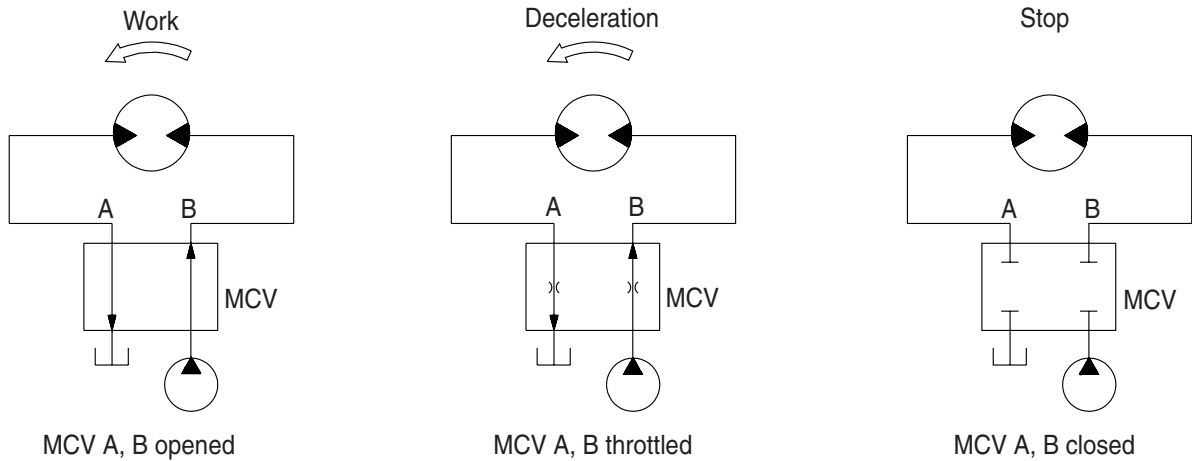 Work
Deceleration
Stop
A B
A B
A B
MCV
MCV
MCV
MCV A, B opened
MCV A, B throttled
MCV A, B closed